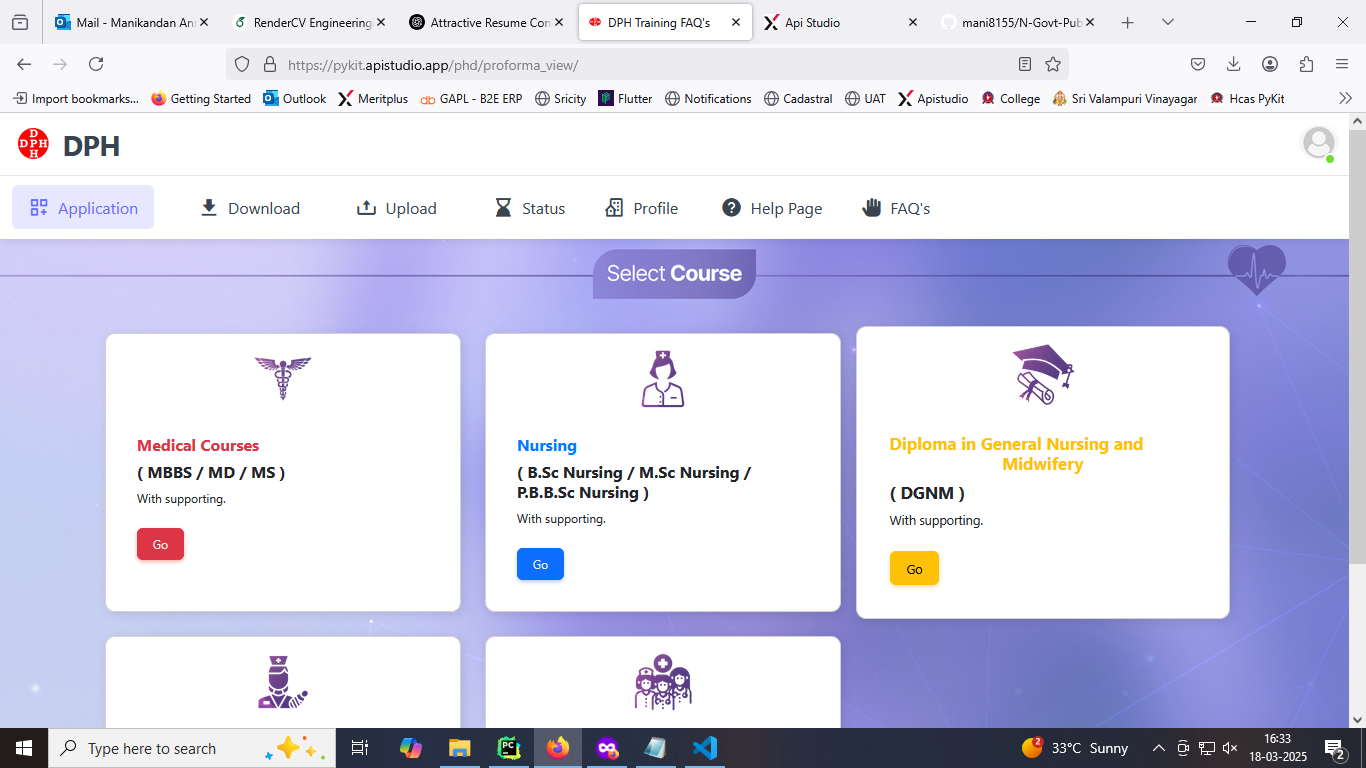 Mail - Manikandan An
RenderCV Engineering
Attractive Resume Con
DPH Training FAQ's
Api Studio
mani8155/N-Govt-Pub
https://pykit.apistudio.app/phd/proforma_view/
Import bookmarks...
Getting Started
Outlook
Meritplus
GAPL - B2E ERP
Sricity
Flutter
Notifications
Cadastral
UAT
Apistudio
College
Sri Valampuri Vinayagar
Hcas PyKit
D
DPH
H
DPH
Application
Download
Upload
Status
Profile
Help Page
FAQ's
Select Course
Medical Courses
( MBBS / MD / MS )
With supporting.
Go
Nursing
( B.Sc Nursing / M.Sc Nursing /
P.B.B.Sc Nursing )
With supporting.
Go
Diploma in General Nursing and
Midwifery
( DGNM )
With supporting.
Go
Type here to search
PC
2
33°C Sunny
16:33
18-03-2025
2